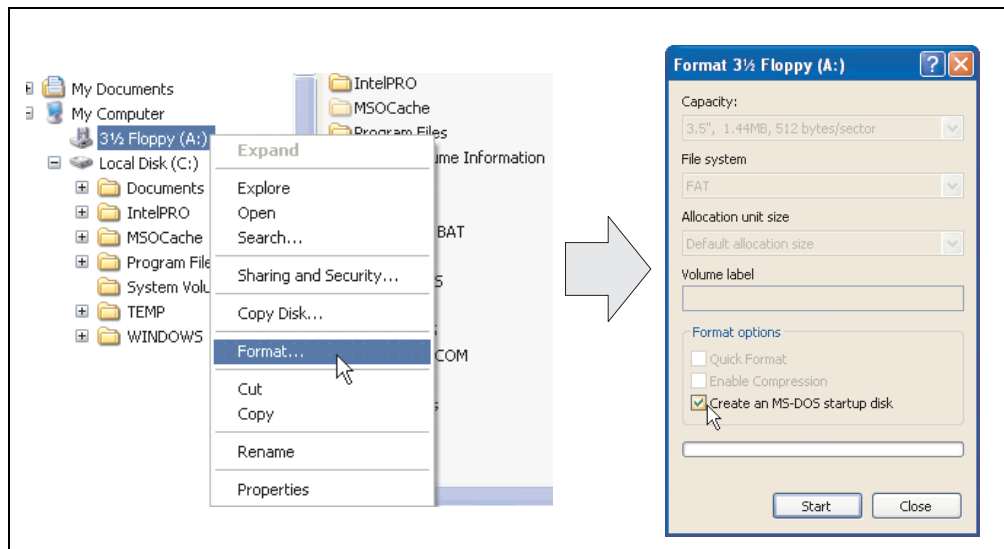 My Documents
My Computer
3½ Floppy (A:)
Local Disk (C:)
Documents
IntelPRO
MSOCache
Program File
System Volu
TEMP
WINDOWS
Expand
Explore
Open
Search...
Sharing and Security...
Copy Disk...
Format...
Cut
Copy
Rename
Properties
IntelPRO
MSOCache
Program Files
ume Information
BAT
S
COM
Format 3½ Floppy (A:)
Capacity:
3.5", 1.44MB, 512 bytes/sector
File system
FAT
Allocation unit size
Default allocation size
Volume label
Format options
Quick Format
Enable Compression
Create an MS-DOS startup disk
Start
Close